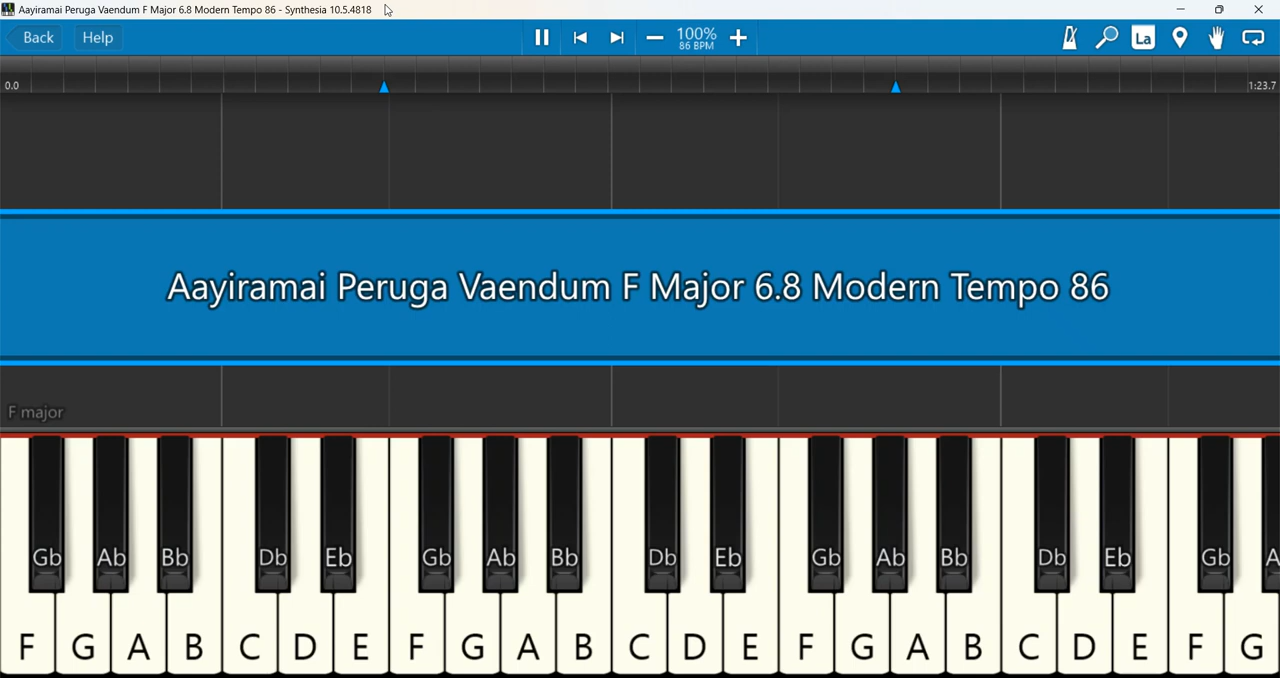 Aayiramai Peruga Vaendum F Major 6.8 Modern Tempo 86 - Synthesia 10.5.4818
Back Help 100% La
86 BPM
0.0 1:23.7
Aayiramai Peruga Vaendum F Major 6.8 Modern Tempo 86
F major
Gb Ab Bb Db Eb Gb Ab Bb Db Eb Gb Ab Bb Db Eb Gb A
F G A B C D E F G A B C D E F G A B C D E F G